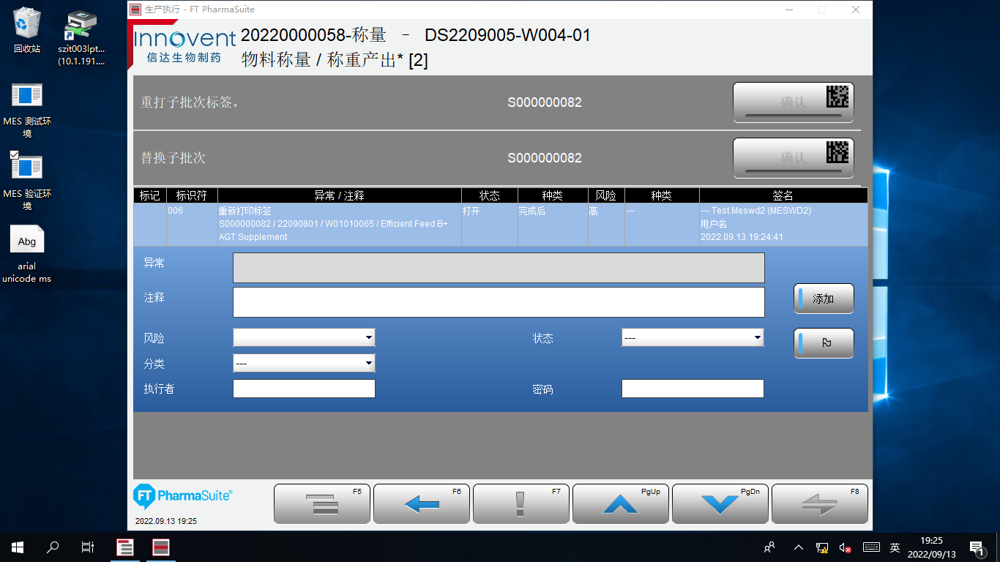 回收站
szit003lpt...
(10.1.191....
MES 测试环
境
MES 验证环
境
Abg
arial
unicode ms
生产执行 - FT PharmaSuite
Innovent
信达生物制药
20220000058-称量 – DS2209005-W004-01
物料称量 / 称重产出* [2]
重打子批次标签。 S000000082 确认
替换子批次 S000000082 确认
标记 标识符 异常 / 注释 状态 种类 风险 种类 签名
006 重新打印标签 打开 完成后 高 --- --- Test.Meswd2 (MESWD2)
S000000082 / 22090801 / W01010065 / Efficient Feed B+ 用户名
AGT Supplement 2022.09.13 19:24:41
异常
注释
添加
风险 状态 ---
分类 ---
执行者 密码
FT PharmaSuite®
2022.09.13 19:25
F5 F6 F7 PgUp PgDn F8
英
19:25
2022/09/13
1